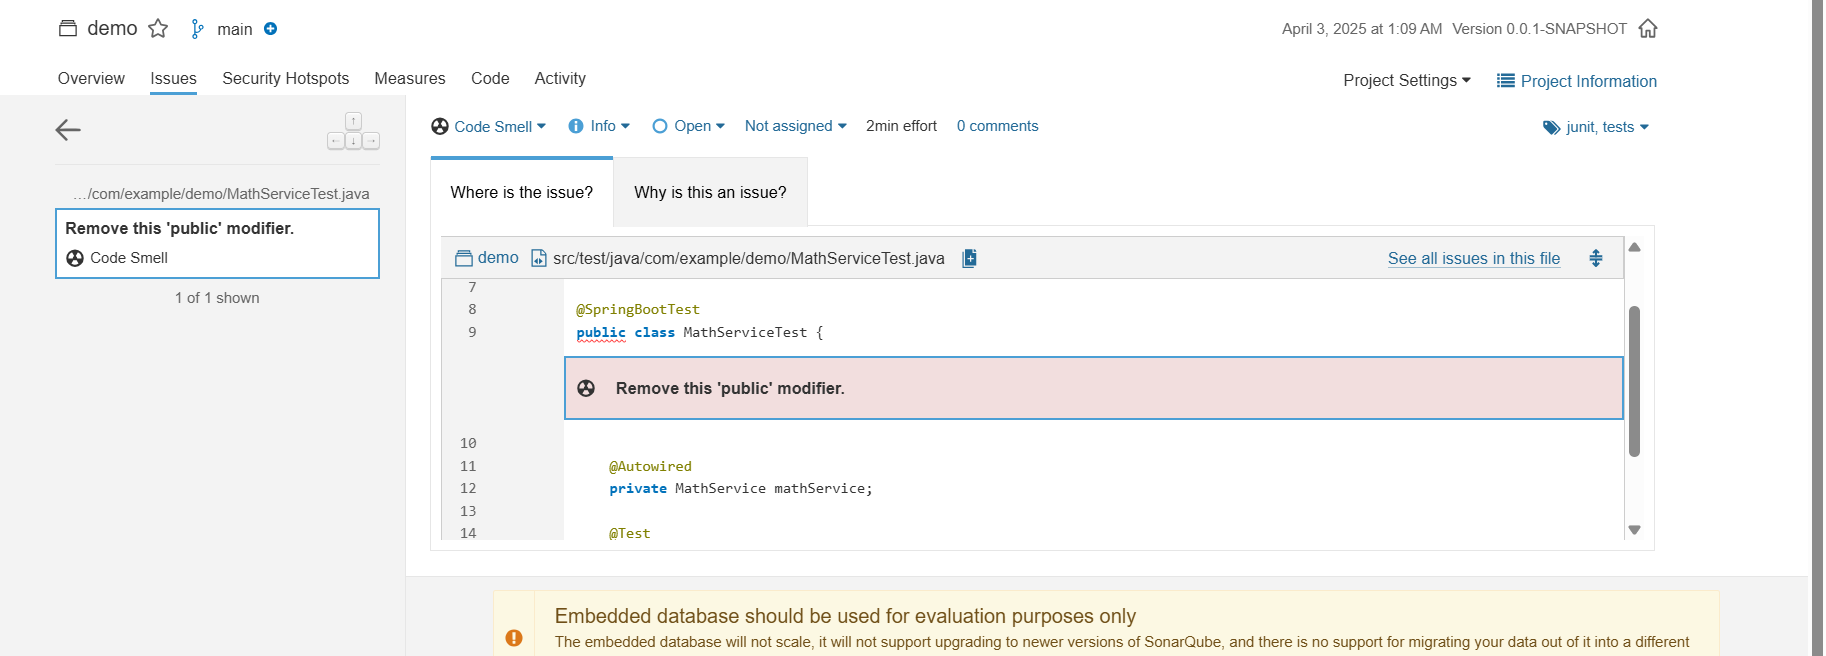 demo main April 3, 2025 at 1:09 AM Version 0.0.1-SNAPSHOT
Overview Issues Security Hotspots Measures Code Activity Project Settings Project Information
Code Smell Info Open Not assigned 2min effort 0 comments junit, tests
…/com/example/demo/MathServiceTest.java
Remove this 'public' modifier.
Code Smell
1 of 1 shown
Where is the issue? Why is this an issue?
demo src/test/java/com/example/demo/MathServiceTest.java See all issues in this file
7
8 @SpringBootTest
9 public class MathServiceTest {
Remove this 'public' modifier.
10
11 @Autowired
12 private MathService mathService;
13
14 @Test
Embedded database should be used for evaluation purposes only
The embedded database will not scale, it will not support upgrading to newer versions of SonarQube, and there is no support for migrating your data out of it into a different